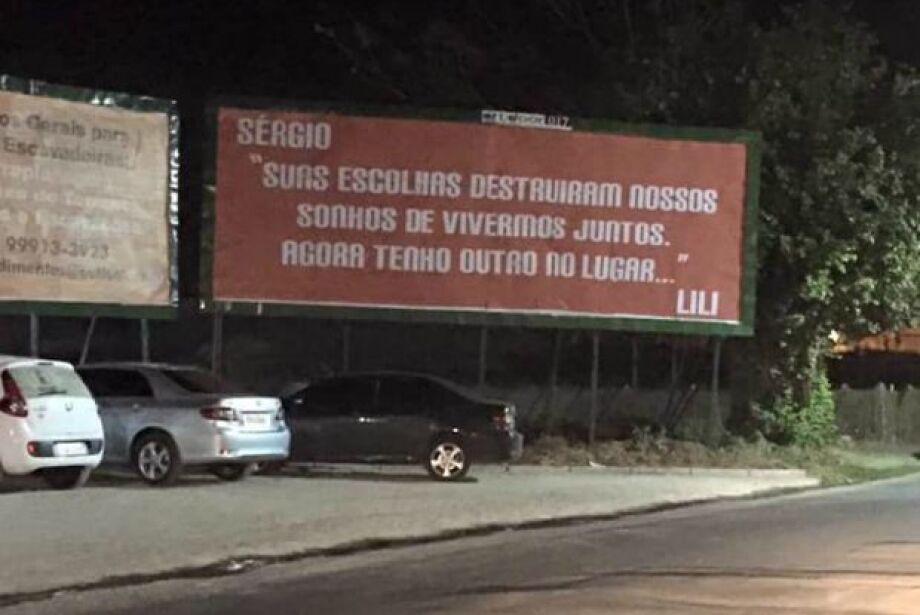 os Gerais para
Escavadeiras:
99913-3923
SÉRGIO
"SUAS ESCOLHAS DESTRUIRAM NOSSOS
SONHOS DE VIVERMOS JUNTOS.
AGORA TENHO OUTRO NO LUGAR..."
LILI